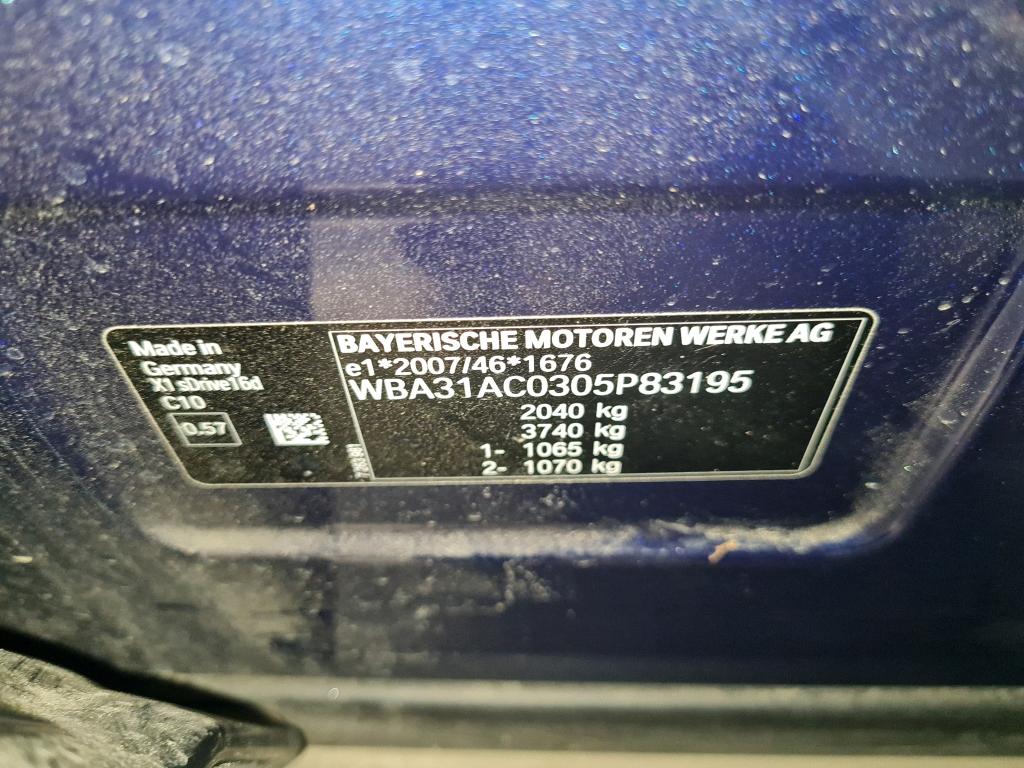 Made in
Germany
X1 sDrive16d
C10
0.57
BAYERISCHE MOTOREN WERKE AG
e1*2007/46*1676
WBA31AC0305P83195
2040 kg
3740 kg
1- 1065 kg
2- 1070 kg